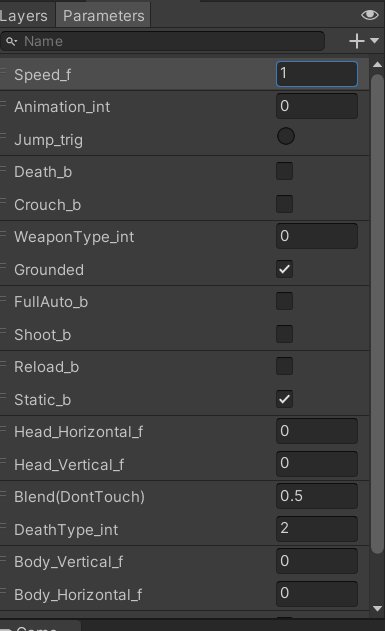 Layers Parameters
Name
Speed_f 1
Animation_int 0
Jump_trig
Death_b
Crouch_b
WeaponType_int 0
Grounded
FullAuto_b
Shoot_b
Reload_b
Static_b
Head_Horizontal_f 0
Head_Vertical_f 0
Blend(DontTouch) 0.5
DeathType_int 2
Body_Vertical_f 0
Body_Horizontal_f 0
Game